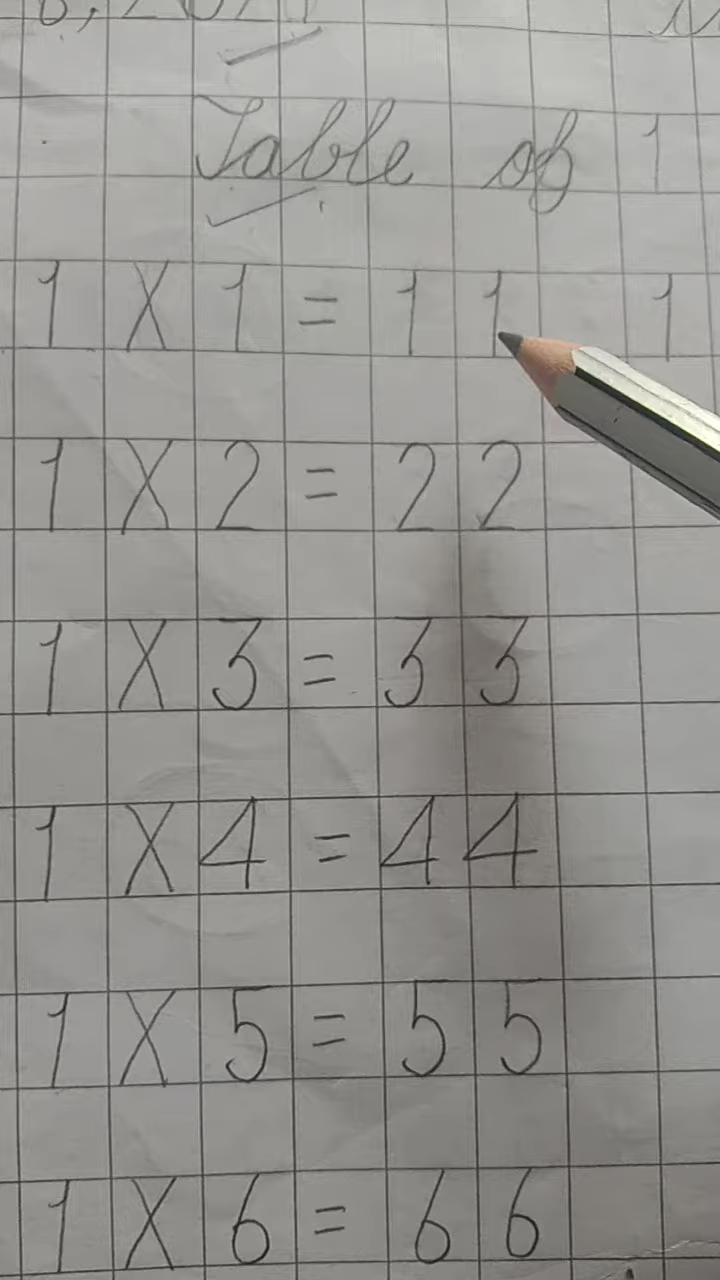 Table of 1
1 X 1 = 1 1 1
1 X 2 = 2 2
1 X 3 = 3 3
1 X 4 = 4 4
1 X 5 = 5 5
1 X 6 = 6 6